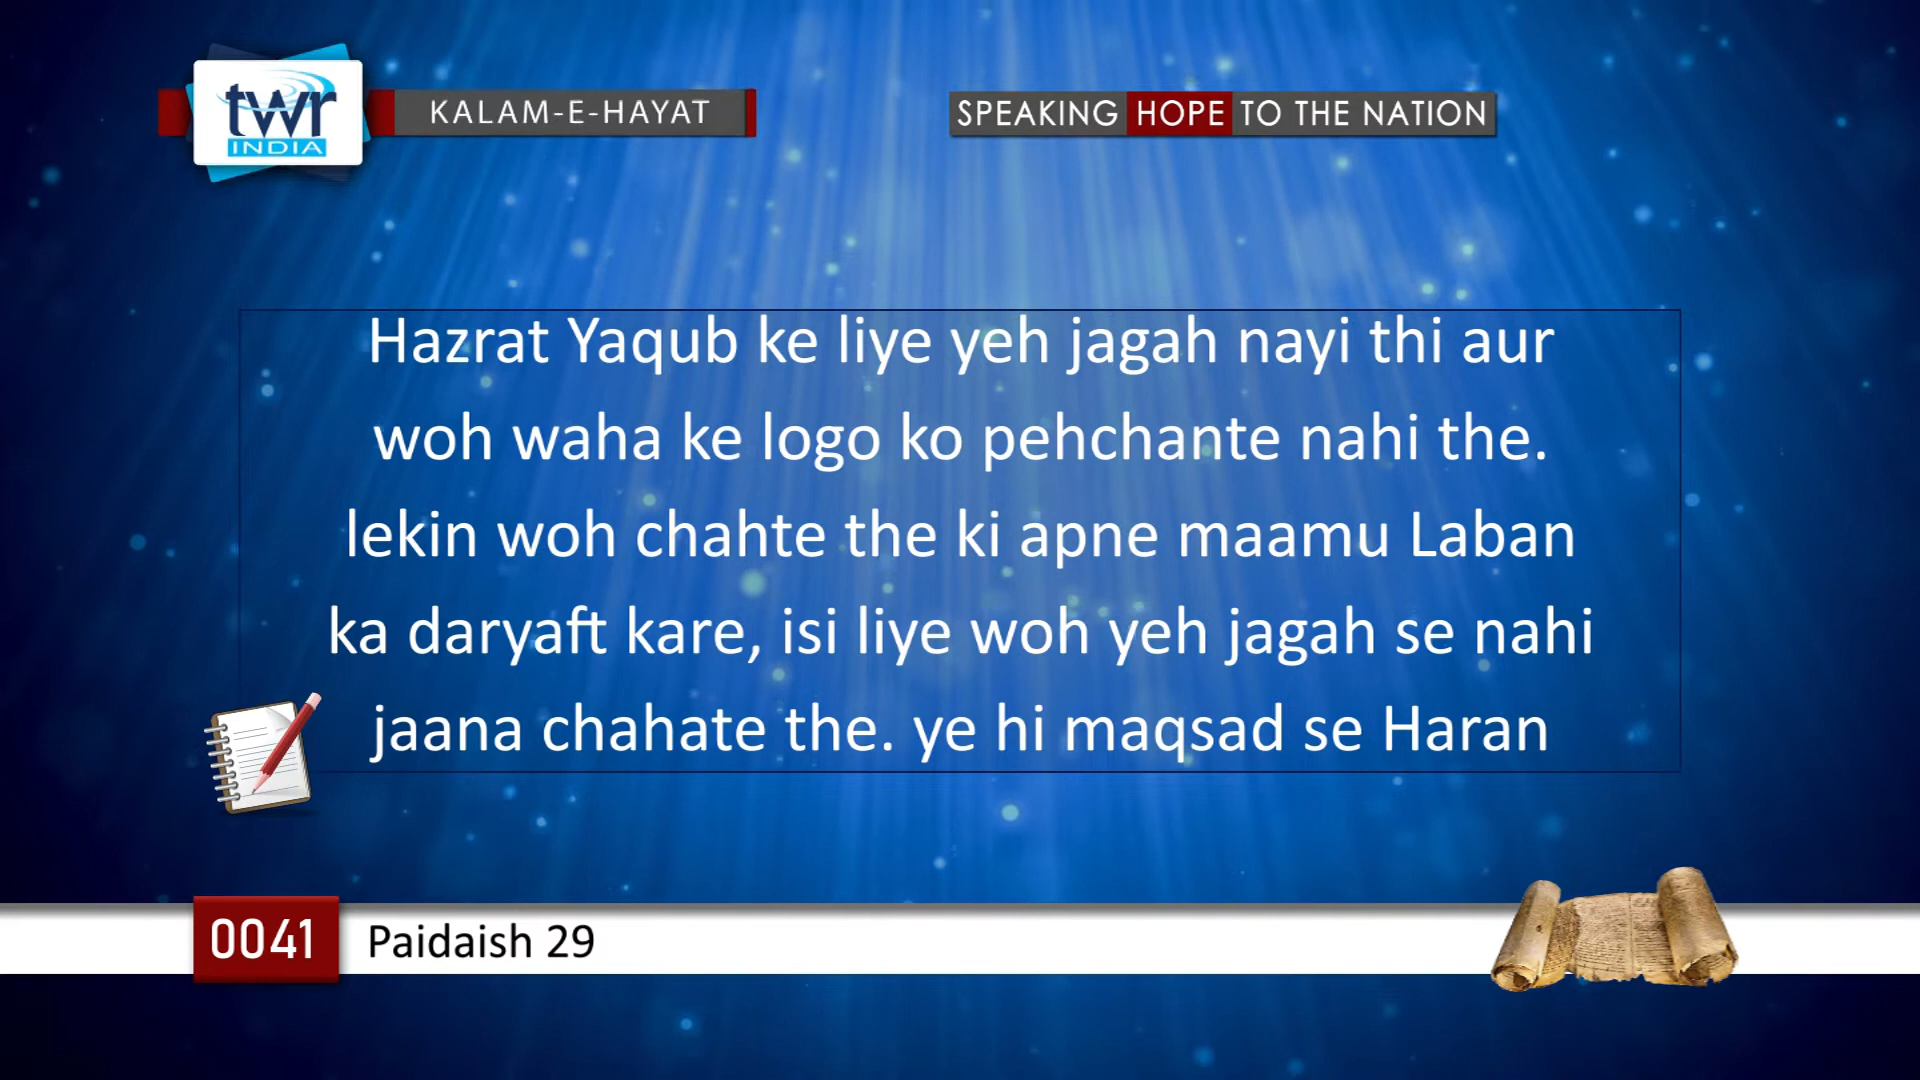 twr
INDIA
KALAM-E-HAYAT
SPEAKING HOPE TO THE NATION
Hazrat Yaqub ke liye yeh jagah nayi thi aur
woh waha ke logo ko pehchante nahi the.
lekin woh chahte the ki apne maamu Laban
ka daryaft kare, isi liye woh yeh jagah se nahi
jaana chahate the. ye hi maqsad se Haran
0041
Paidaish 29